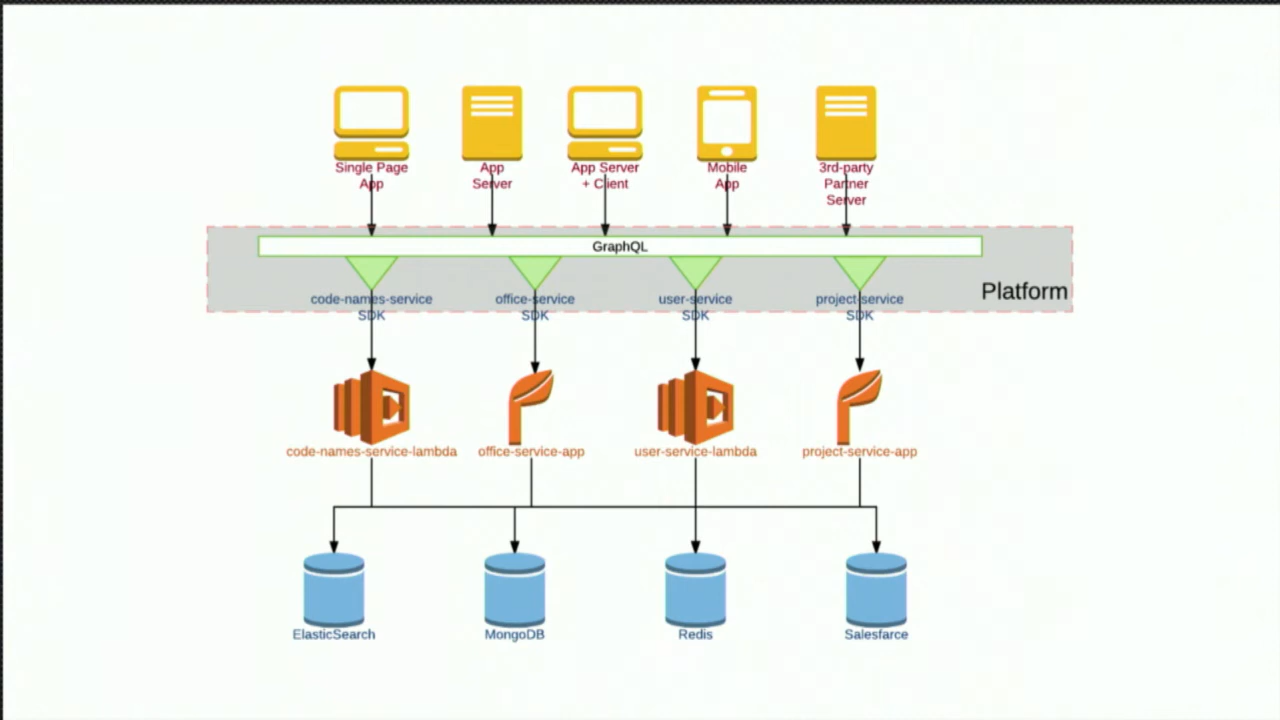 Single Page
App
App
Server
App Server
+ Client
Mobile
App
3rd-party
Partner
Server
GraphQL
Platform
code-names-service
SDK
office-service
SDK
user-service
SDK
project-service
SDK
code-names-service-lambda
office-service-app
user-service-lambda
project-service-app
ElasticSearch
MongoDB
Redis
Salesfarce